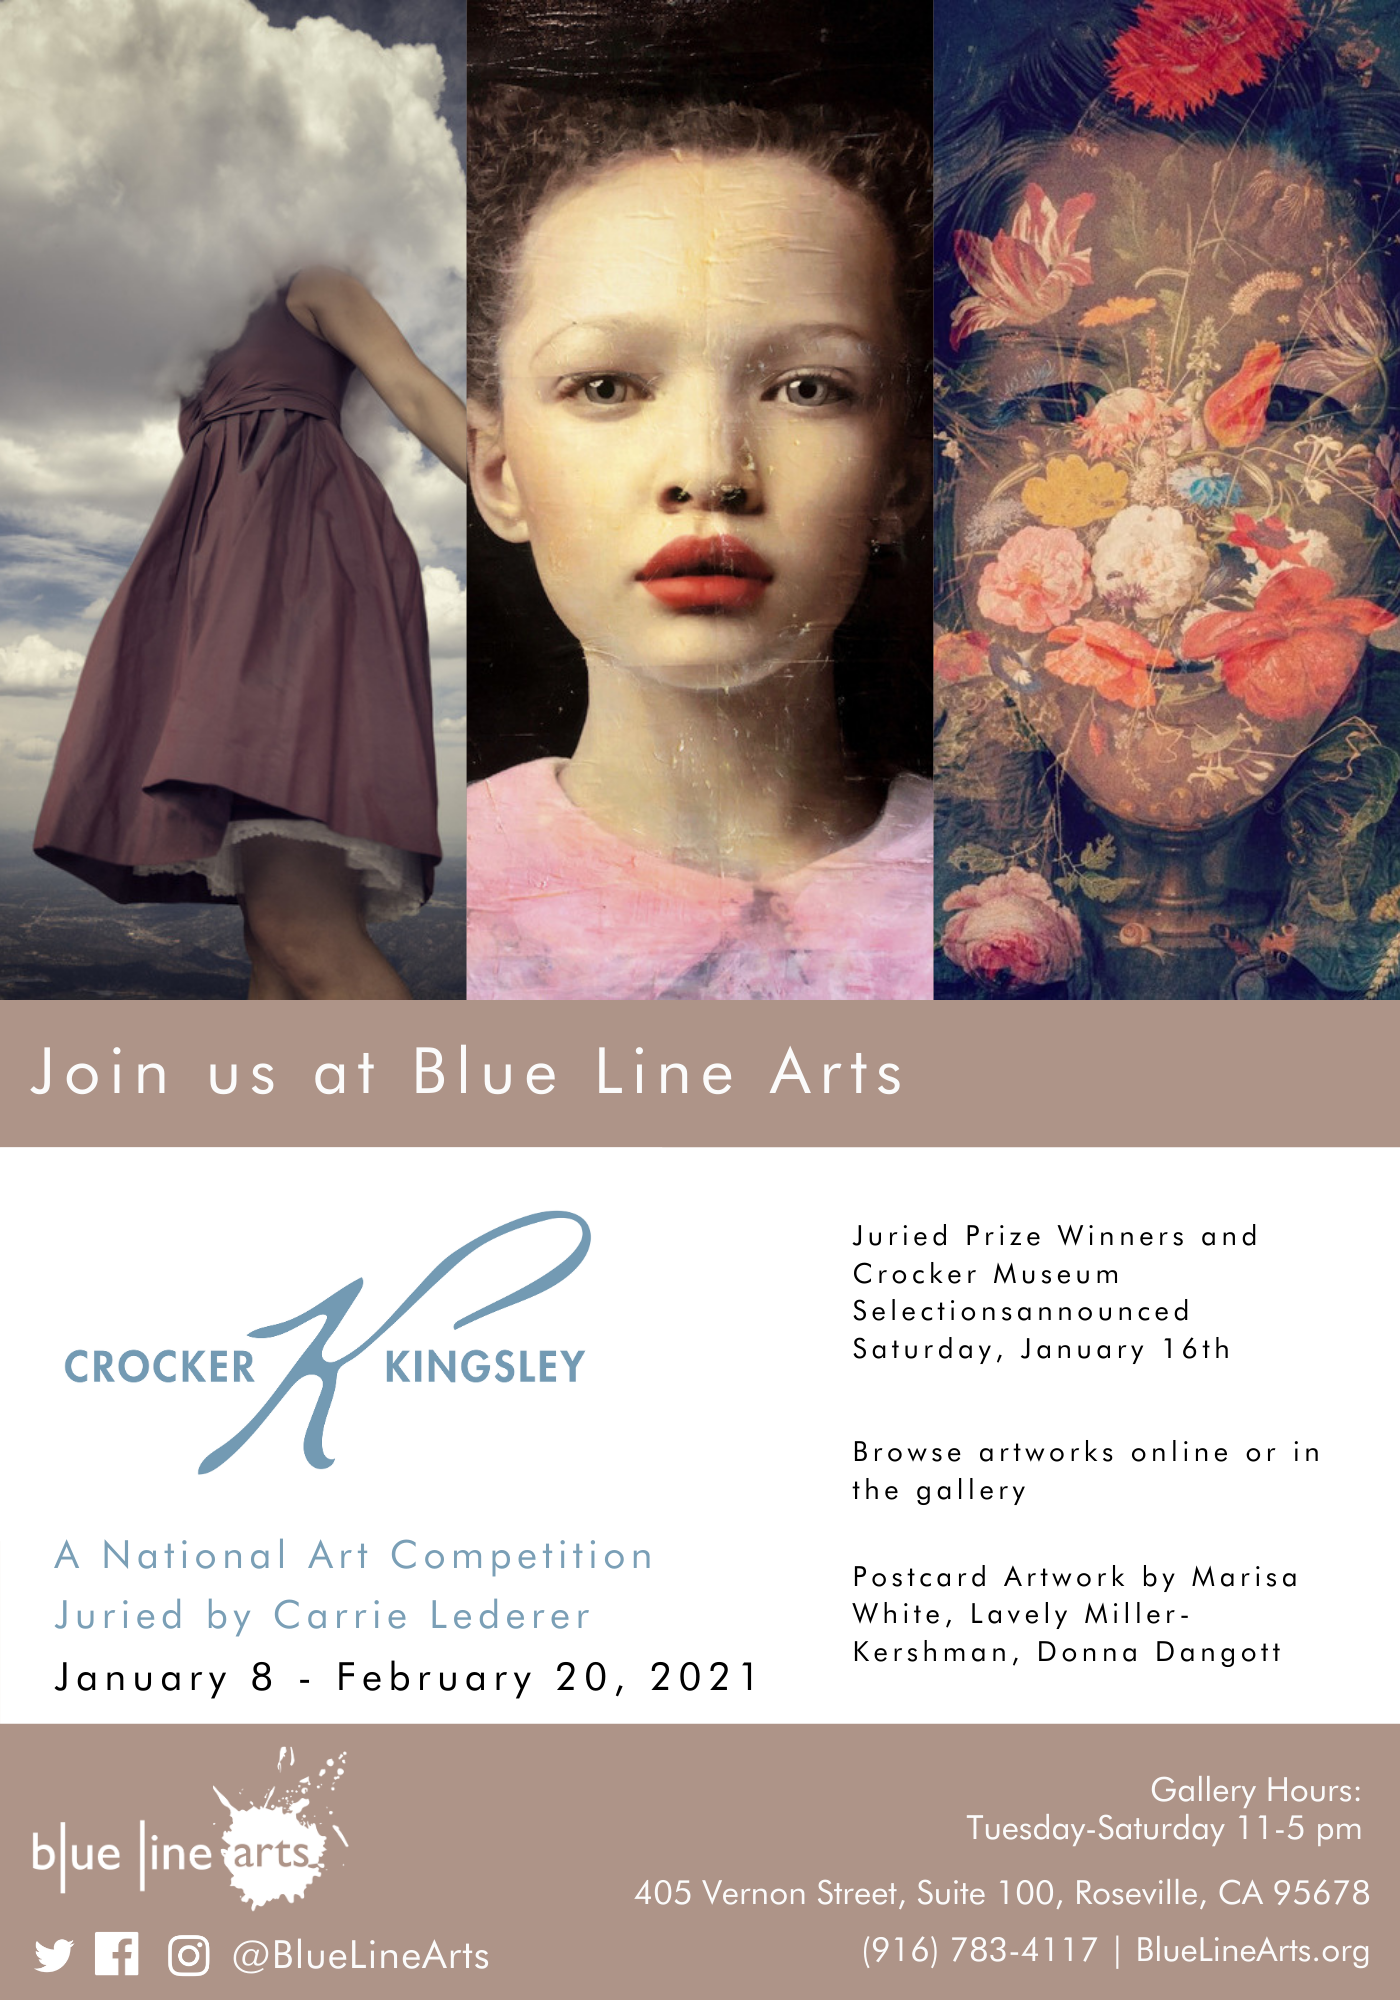 Join us at Blue Line Arts
CROCKER K KINGSLEY
A National Art Competition
Juried by Carrie Lederer
January 8 - February 20, 2021
Juried Prize Winners and
Crocker Museum
Selectionsannounced
Saturday, January 16th
Browse artworks online or in
the gallery
Postcard Artwork by Marisa
White, Lavely Miller-
Kershman, Donna Dangott
blue line arts
@BlueLineArts
Gallery Hours:
Tuesday-Saturday 11-5 pm
405 Vernon Street, Suite 100, Roseville, CA 95678
(916) 783-4117 | BlueLineArts.org